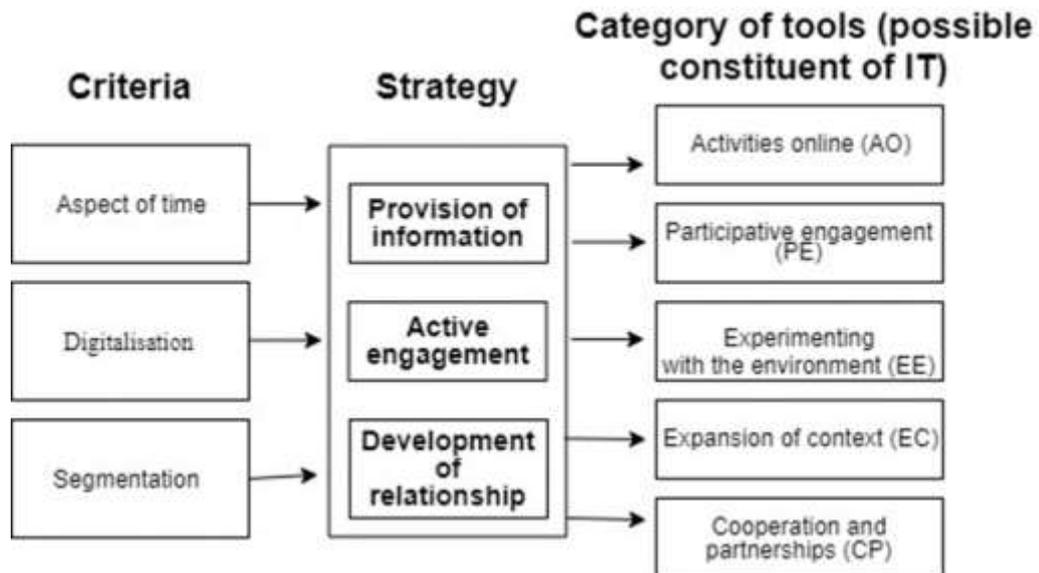 Category of tools (possible
constituent of IT)
Criteria
Strategy
Aspect of time
Digitalisation
Segmentation
Provision of
information
Active
engagement
Development
of
relationship
Activities online (AO)
Participative engagement
(PE)
Experimenting
with the environment (EE)
Expansion of context (EC)
Cooperation and
partnerships (CP)